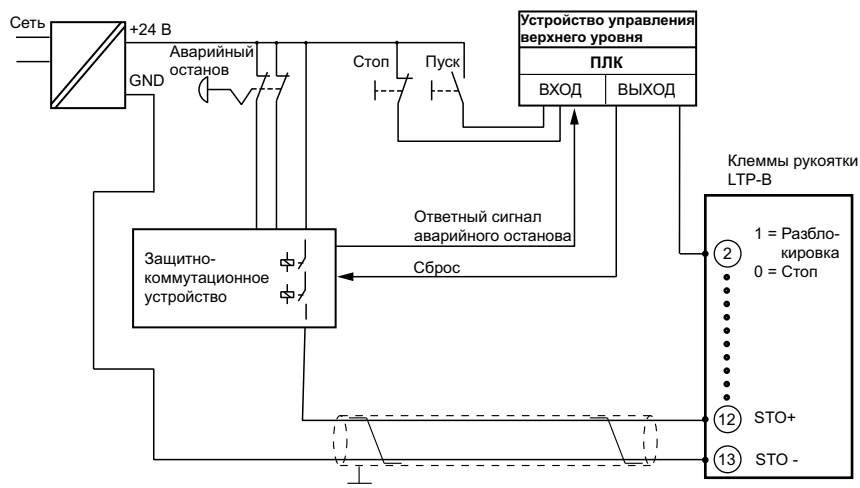 Сеть
+24 В
GND
Аварийный
останов
Стоп
Пуск
Устройство управления
верхнего уровня
ПЛК
ВХОД
ВЫХОД
Клеммы рукоятки
LTP-B
Ответный сигнал
аварийного останова
Сброс
Защитно-
коммутационное
устройство
2
1 = Разбло-
кировка
0 = Стоп
12
STO+
13
STO -